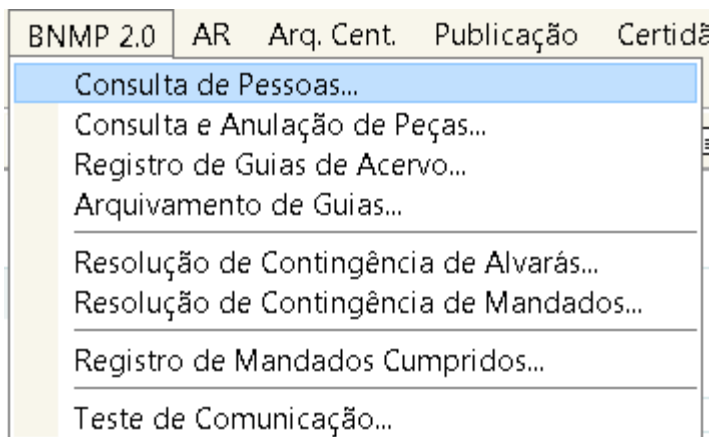 BNMP 2.0 AR Arq. Cent. Publicação
Consulta de Pessoas...
Consulta e Anulação de Peças...
Registro de Guias de Acervo...
Arquivamento de Guias...
Resolução de Contingência de Alvarás...
Resolução de Contingência de Mandados...
Registro de Mandados Cumpridos...
Teste de Comunicação...